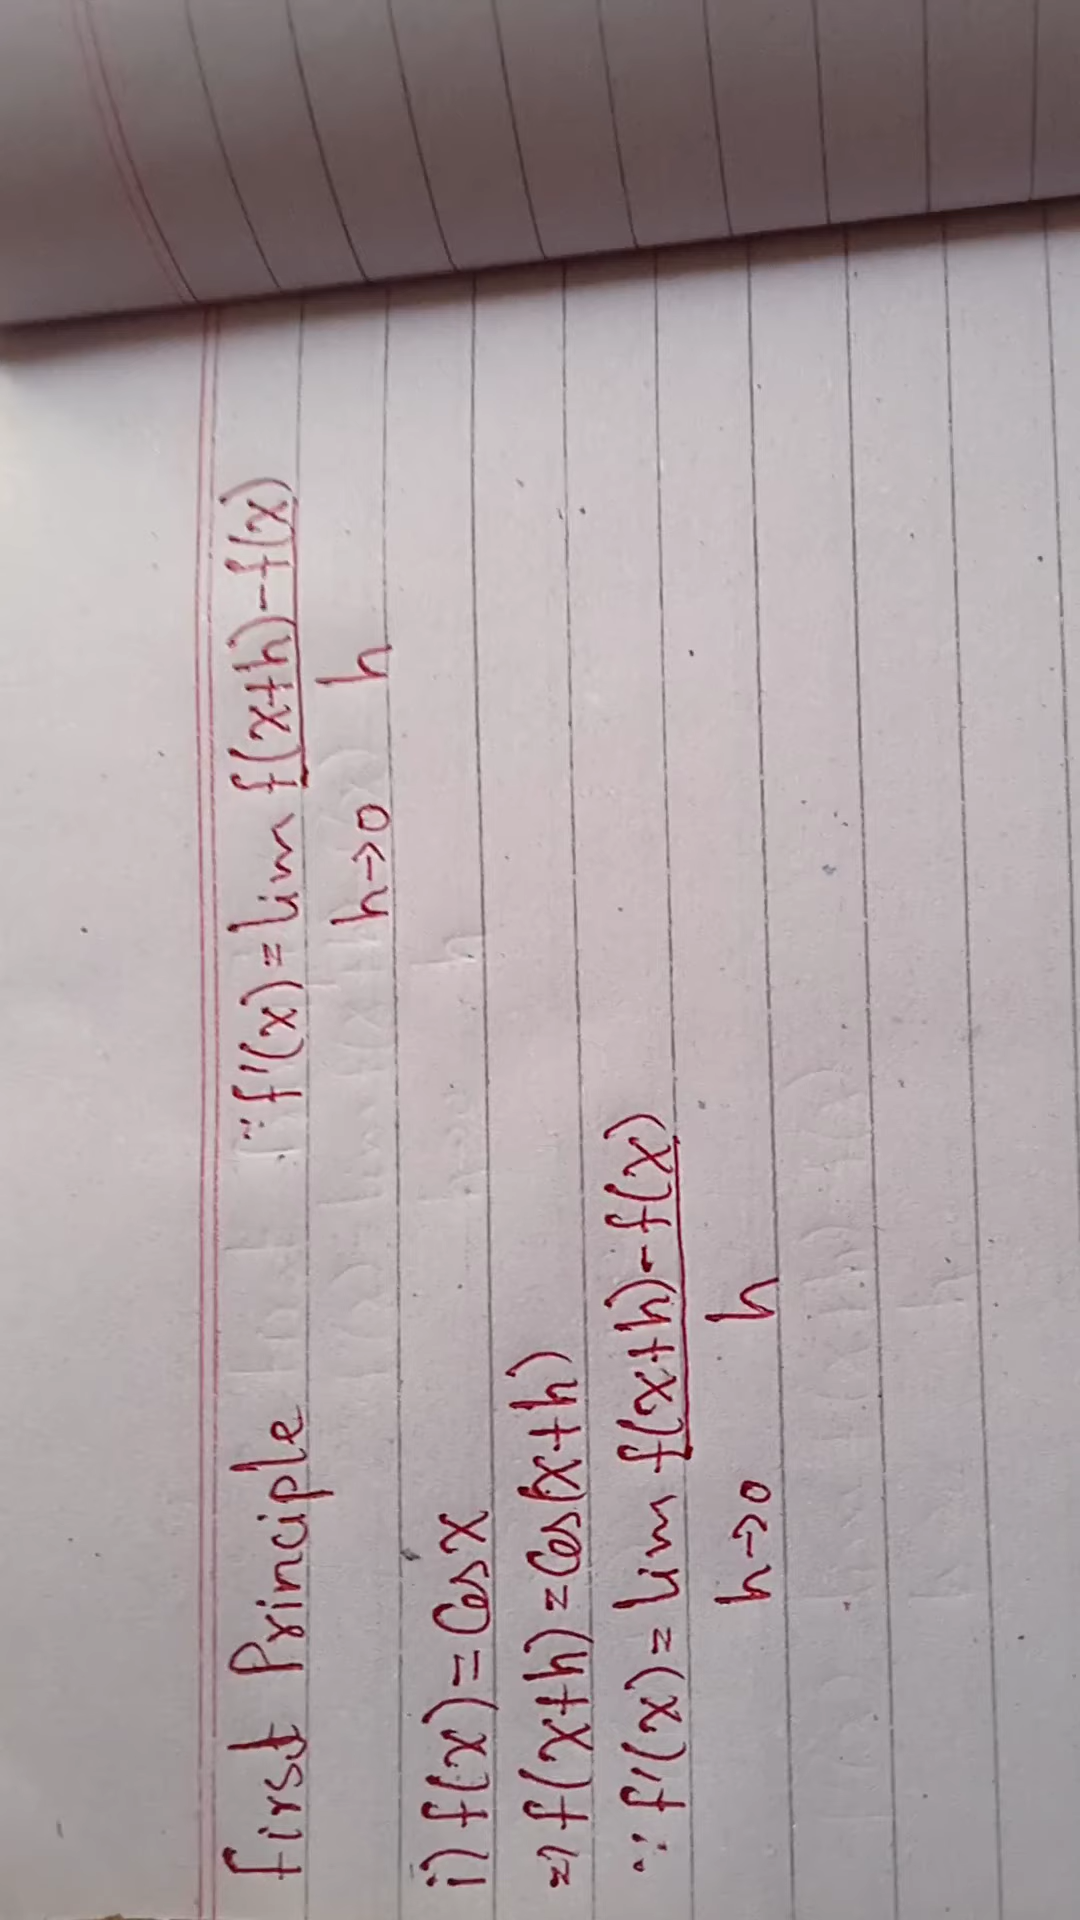 First Principle ∵ f'(x) = lim f(x+h) - f(x)
h→0 h
i) f(x) = Cos x
⇒ f(x+h) = Cos(x+h)
∵ f'(x) = lim f(x+h) - f(x)
h→0 h